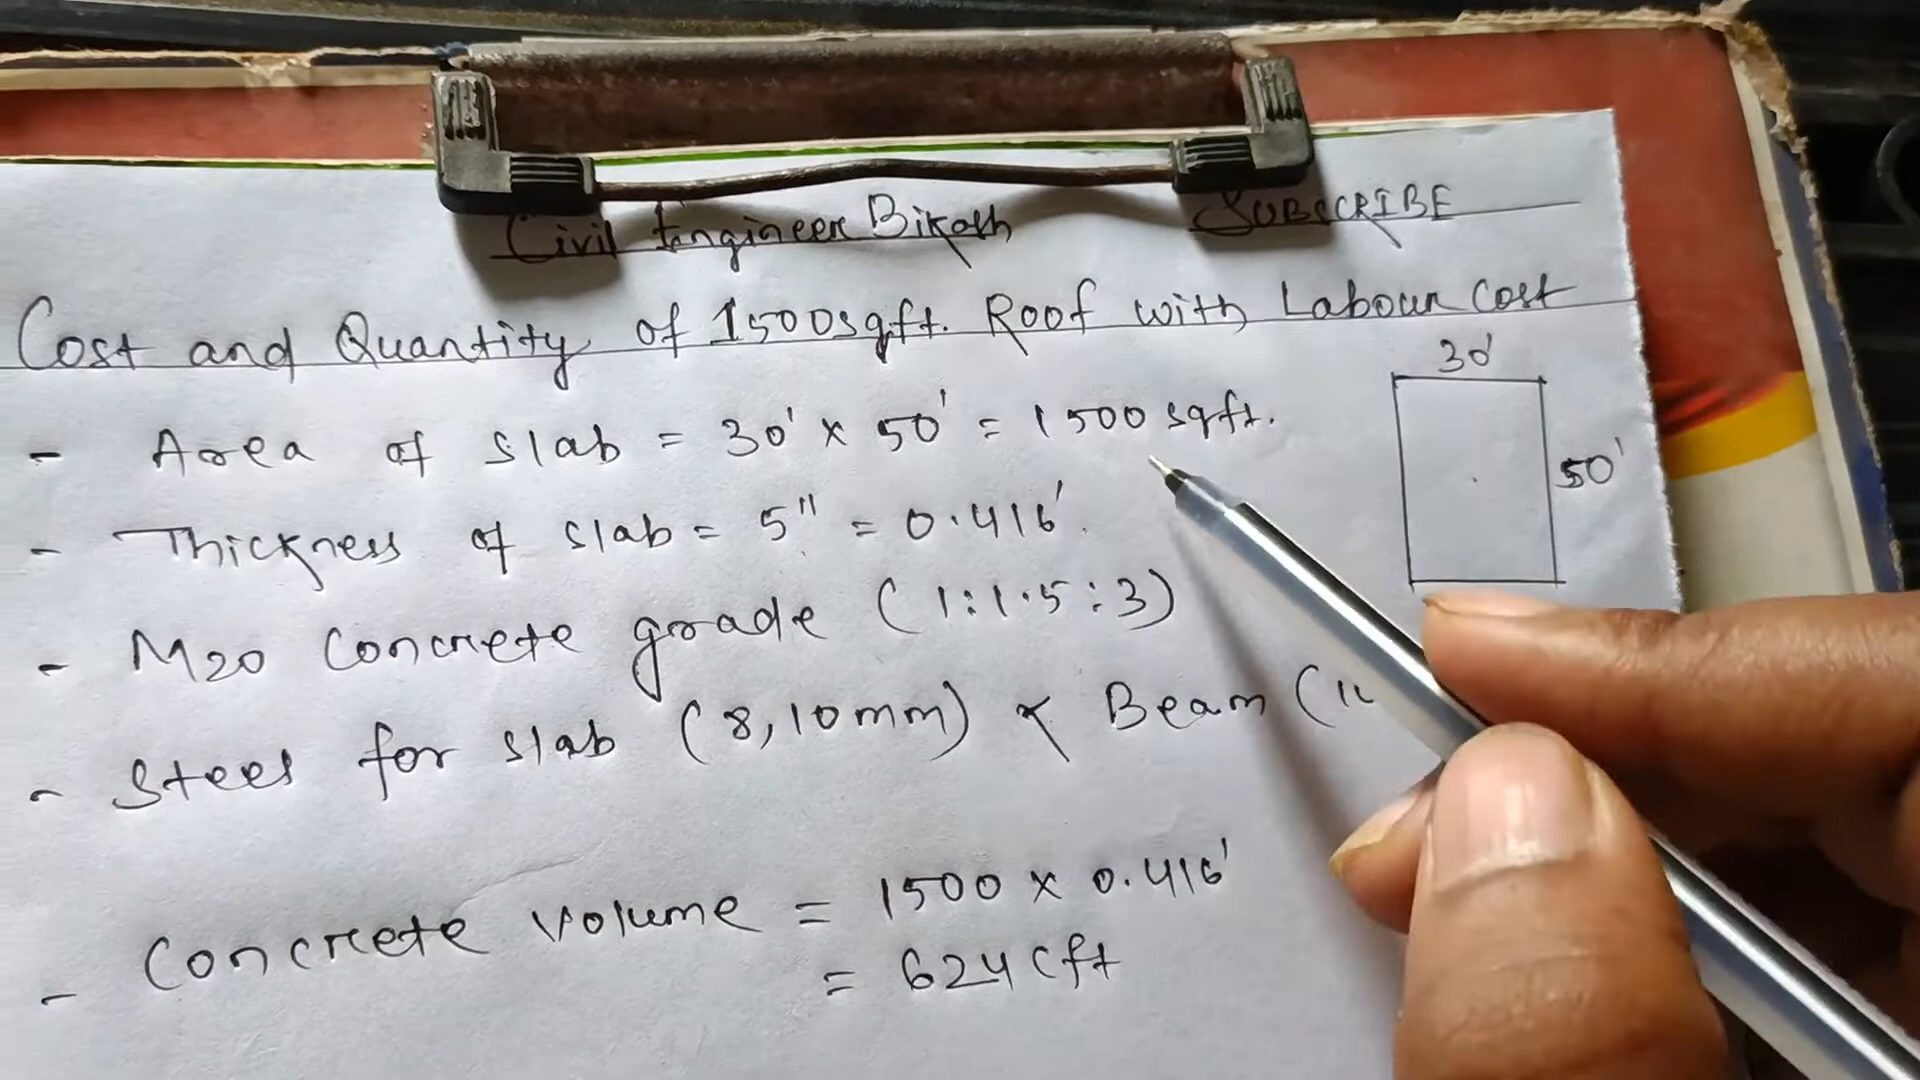 Civil Engineer Bikash SUBSCRIBE
Cost and Quantity of 1500sqft. Roof with Labour Cost
30'
- Area of slab = 30' x 50' = 1500 sqft.
50'
- Thickness of slab = 5" = 0.416'.
- M20 Concrete grade (1:1.5:3)
- Steel for slab (8,10mm) & Beam (
- Concrete volume = 1500 x 0.416'
= 624 cft